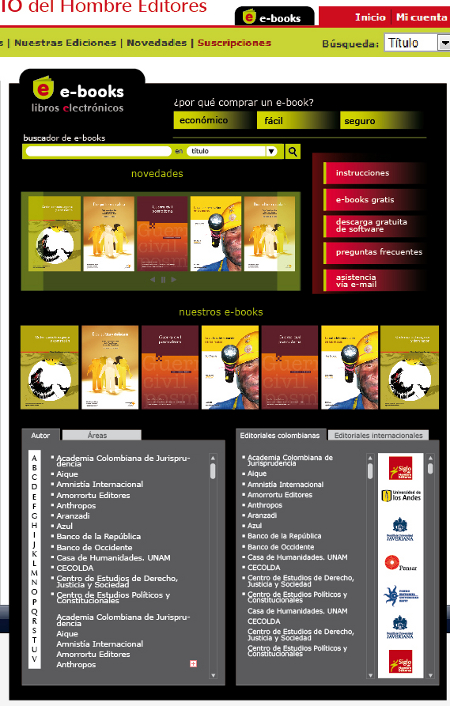 IO del Hombre Editores
e-books
Inicio | Mi cuenta
s | Nuestras Ediciones | Novedades | Suscripciones
Búsqueda: Título
e-books
libros electrónicos
¿por qué comprar un e-book?
económico fácil seguro
buscador de e-books
en título
novedades
instrucciones
e-books gratis
descarga gratuita
de software
preguntas frecuentes
asistencia
vía e-mail
nuestros e-books
Autor Áreas
A
B
C
D
E
F
G
H
I
J
K
L
M
N
O
P
Q
R
S
T
U
V
Academia Colombiana de Jurispru-
dencia
Aique
Amnistía Internacional
Amorrortu Editores
Anthropos
Aranzadi
Azul
Banco de la República
Banco de Occidente
Casa de Humanidades. UNAM
CECOLDA
Centro de Estudios de Derecho,
Justicia y Sociedad
Centro de Estudios Políticos y
Constitucionales
Academia Colombiana de Jurispru-
dencia
Aique
Amnistía Internacional
Amorrortu Editores
Anthropos
Editoriales colombianas Editoriales internacionales
Academia Colombiana de
Jurisprudencia
Aique
Amnistía Internacional
Amorrortu Editores
Anthropos
Aranzadi
Azul
Banco de la República
Banco de Occidente
Casa de Humanidades. UNAM
CECOLDA
Centro de Estudios de Derecho,
Justicia y Sociedad
Centro de Estudios Políticos y
Constitucionales
Casa de Humanidades. UNAM
CECOLDA
Centro de Estudios de Derecho,
Justicia y Sociedad
Centro de Estudios Políticos y
Constitucionales
Siglo
Universidad de
los Andes
Siglo